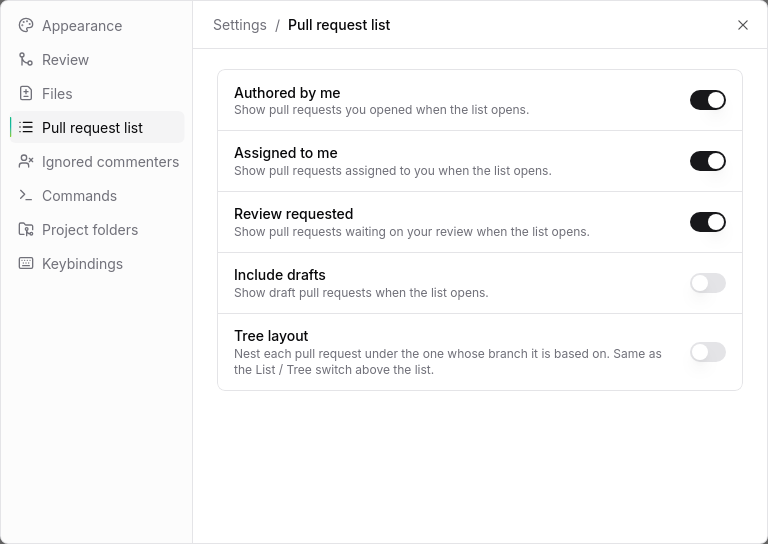 Appearance
Review
Files
Pull request list
Ignored commenters
Commands
Project folders
Keybindings
Settings / Pull request list
Authored by me
Show pull requests you opened when the list opens.
Assigned to me
Show pull requests assigned to you when the list opens.
Review requested
Show pull requests waiting on your review when the list opens.
Include drafts
Show draft pull requests when the list opens.
Tree layout
Nest each pull request under the one whose branch it is based on. Same as
the List / Tree switch above the list.